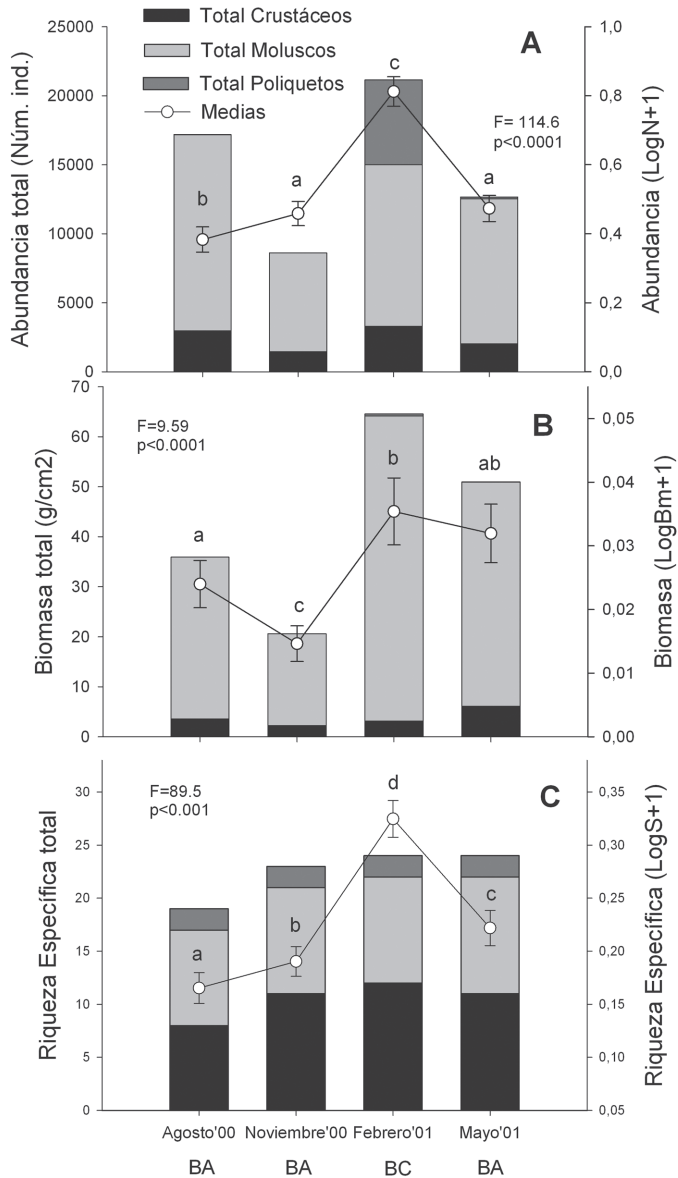 Total Crustáceos
Total Moluscos
Total Poliquetos
Medias
A
F= 114.6
p<0.0001
b
a
c
a
25000
20000
15000
10000
5000
0
Abundancia total (Núm. ind.)
1,0
0,8
0,6
0,4
0,2
0,0
Abundancia (LogN+1)
B
F=9.59
p<0.0001
a
c
b
ab
70
60
50
40
30
20
10
0
Biomasa total (g/cm2)
0,05
0,04
0,03
0,02
0,01
0,00
Biomasa (LogBm+1)
C
F=89.5
p<0.001
a
b
d
c
30
25
20
15
10
5
0
Riqueza Específica total
0,35
0,30
0,25
0,20
0,15
0,10
0,05
Riqueza Específica (LogS+1)
Agosto'00 Noviembre'00 Febrero'01 Mayo'01
BA BA BC BA